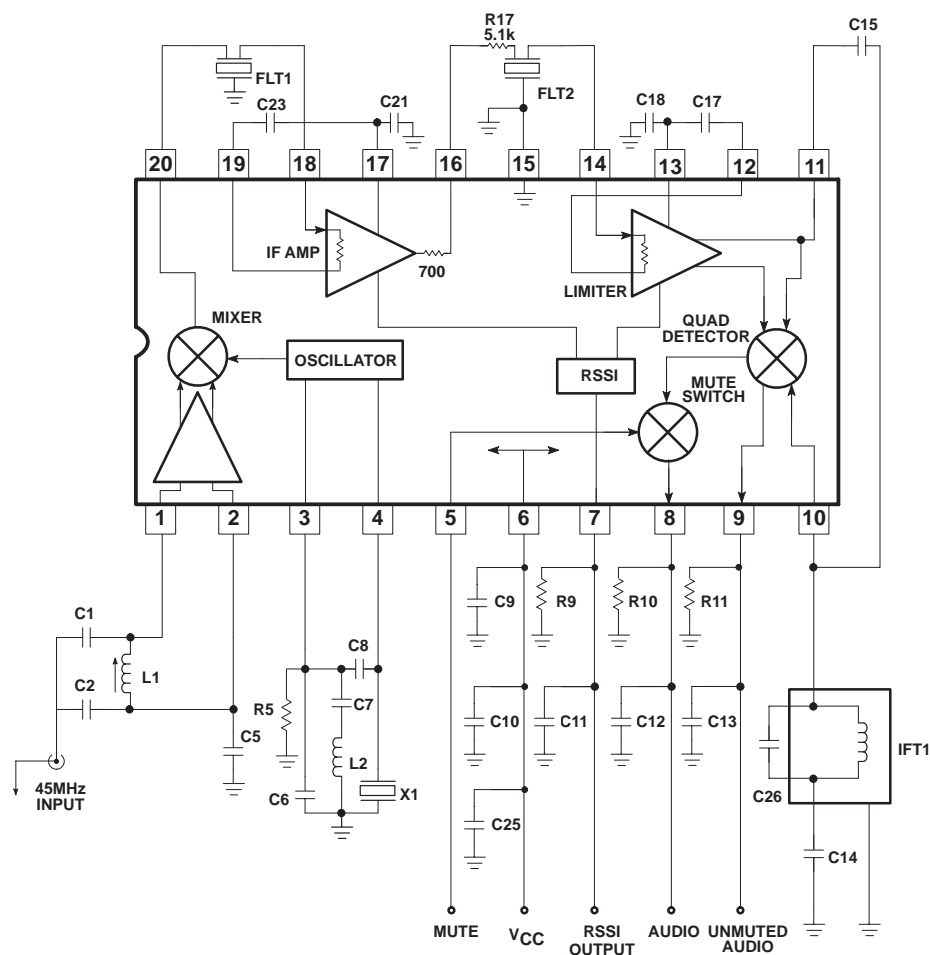 R17
5.1k
C15
FLT1
FLT2
C23
C21
C18
C17
20
19
18
17
16
15
14
13
12
11
IF AMP
700
LIMITER
MIXER
OSCILLATOR
RSSI
QUAD
DETECTOR
MUTE
SWITCH
1
2
3
4
5
6
7
8
9
10
C1
C2
L1
C5
45MHz
INPUT
R5
C6
C8
C7
L2
X1
C9
R9
R10
R11
C10
C11
C12
C13
C25
C26
IFT1
C14
MUTE
VCC
RSSI
OUTPUT
AUDIO
UNMUTED
AUDIO